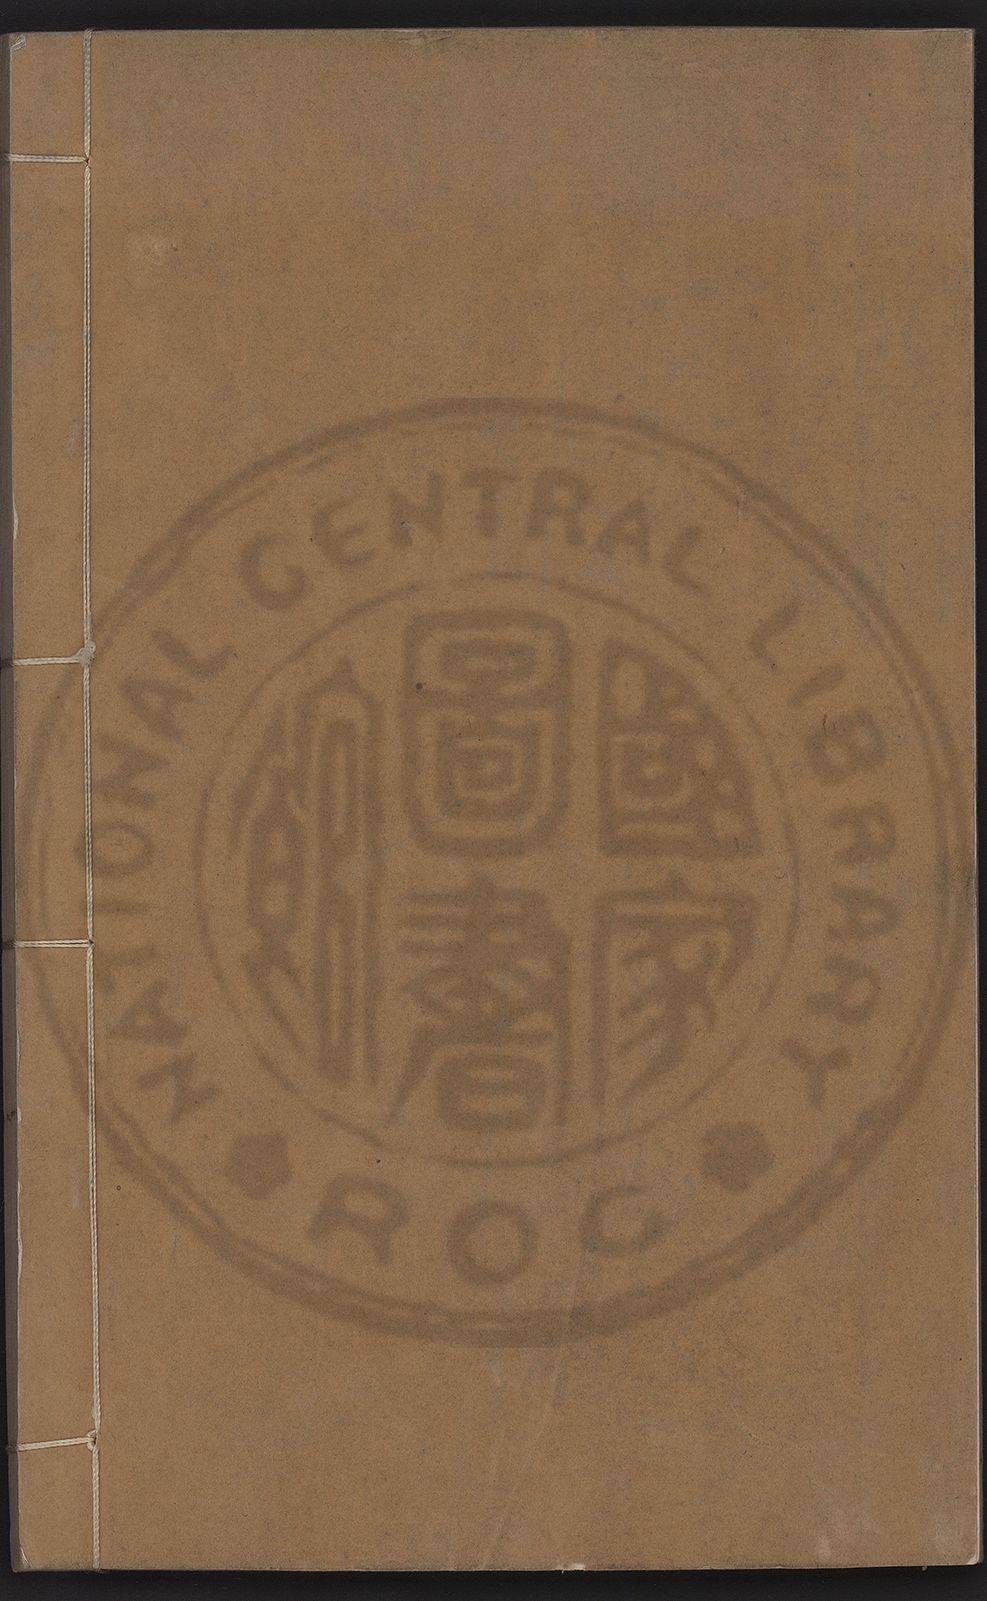 NATIONAL CENTRAL LIBRARY
國家
圖書
館
ROC